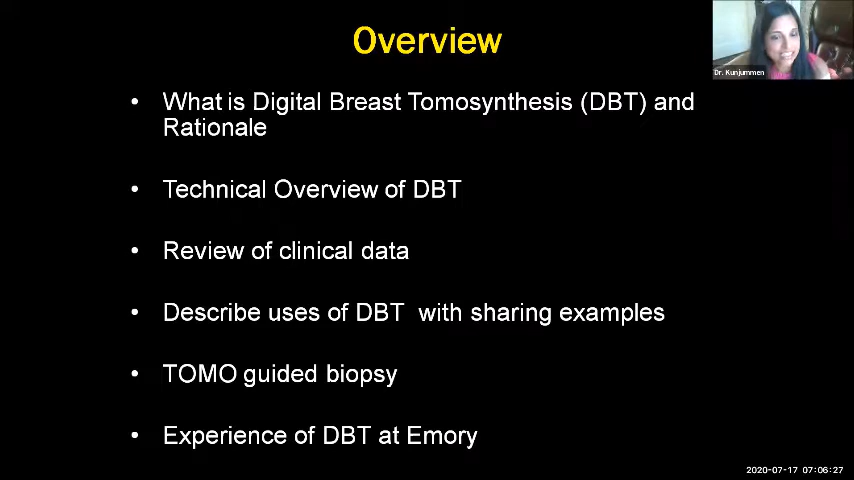 Overview
Dr. Kunjummen
• What is Digital Breast Tomosynthesis (DBT) and
Rationale
• Technical Overview of DBT
• Review of clinical data
• Describe uses of DBT with sharing examples
• TOMO guided biopsy
• Experience of DBT at Emory
2020-07-17 07:06:27